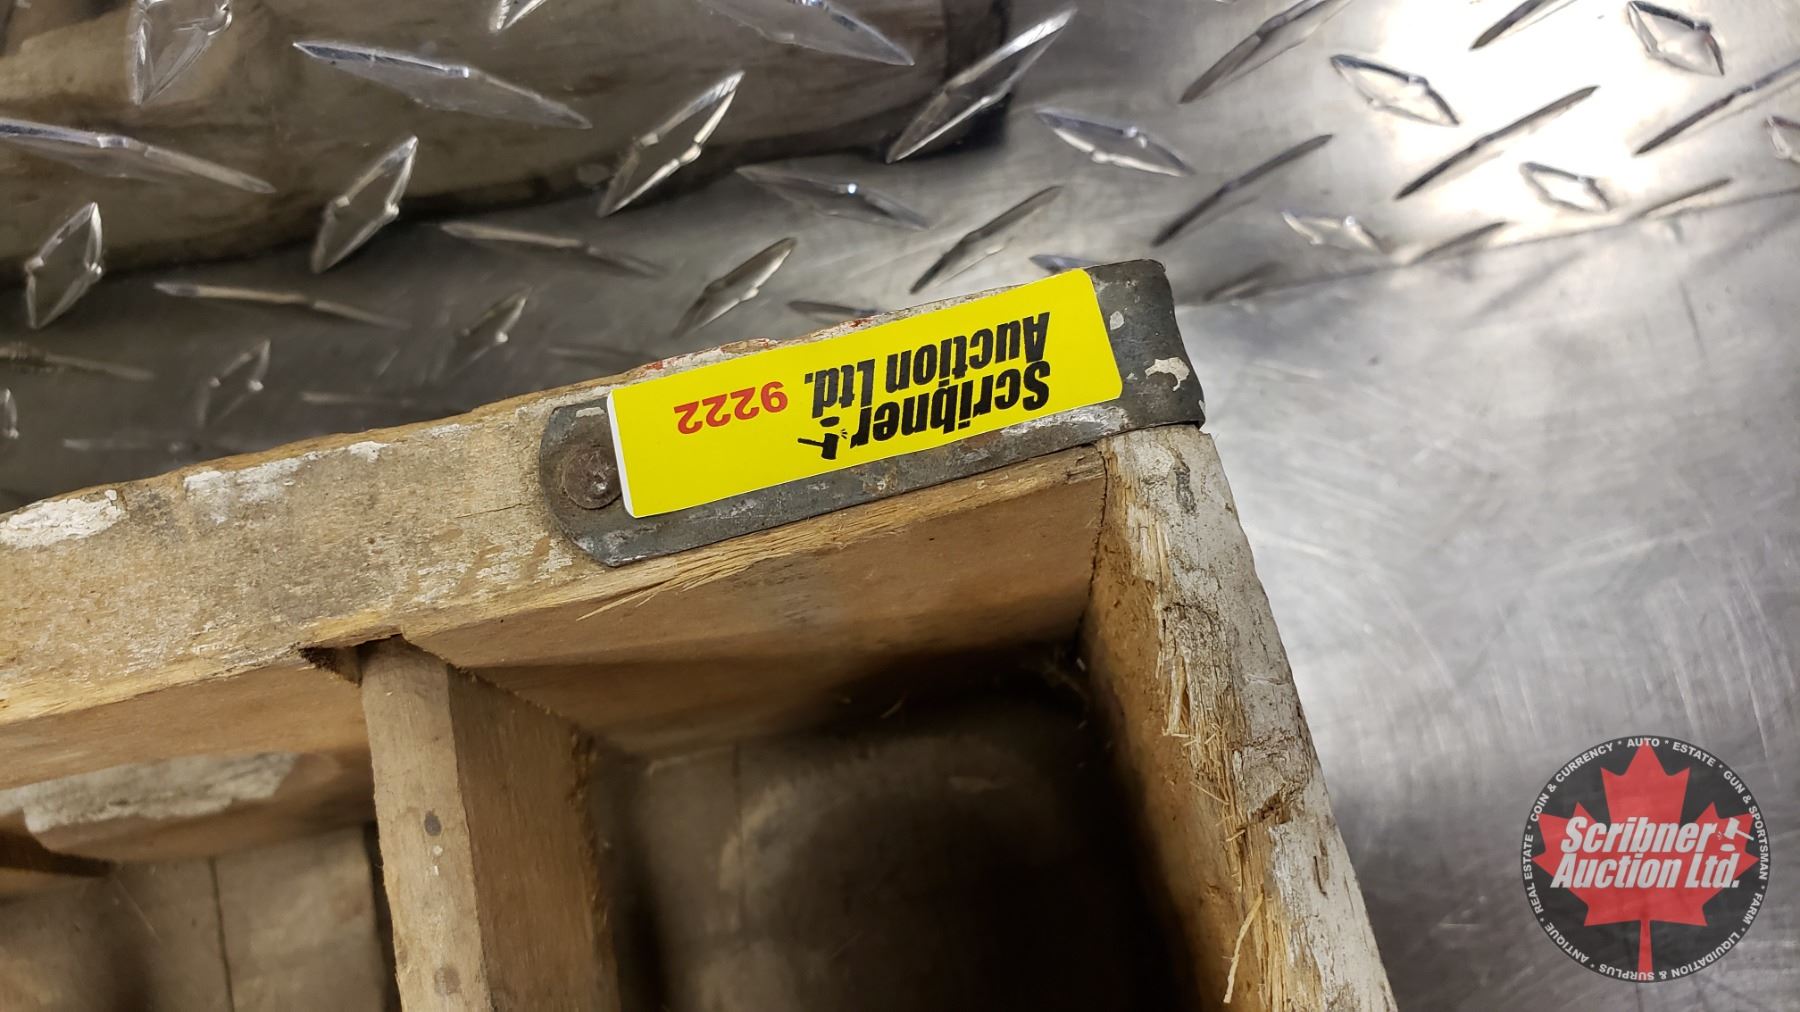 Scribner
Auction Ltd. 9222
Scribner
Auction Ltd.
REAL ESTATE * COIN & CURRENCY * AUTO * ESTATE * GUN & SPORTSMAN * FARM * LIQUIDATION & SURPLUS * ANTIQUE *